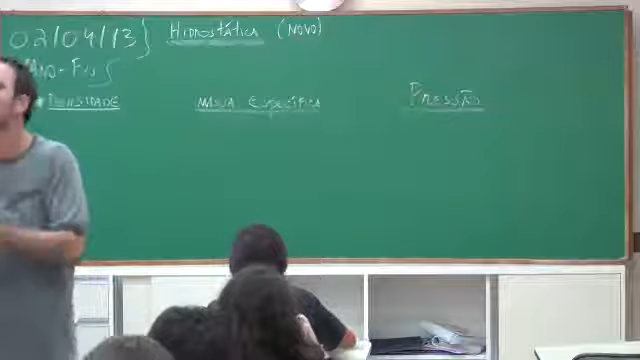 02/04/13} HIDROSTÁTICA (NOVO)
DENSIDADE MASSA ESPECÍFICA PRESSÃO